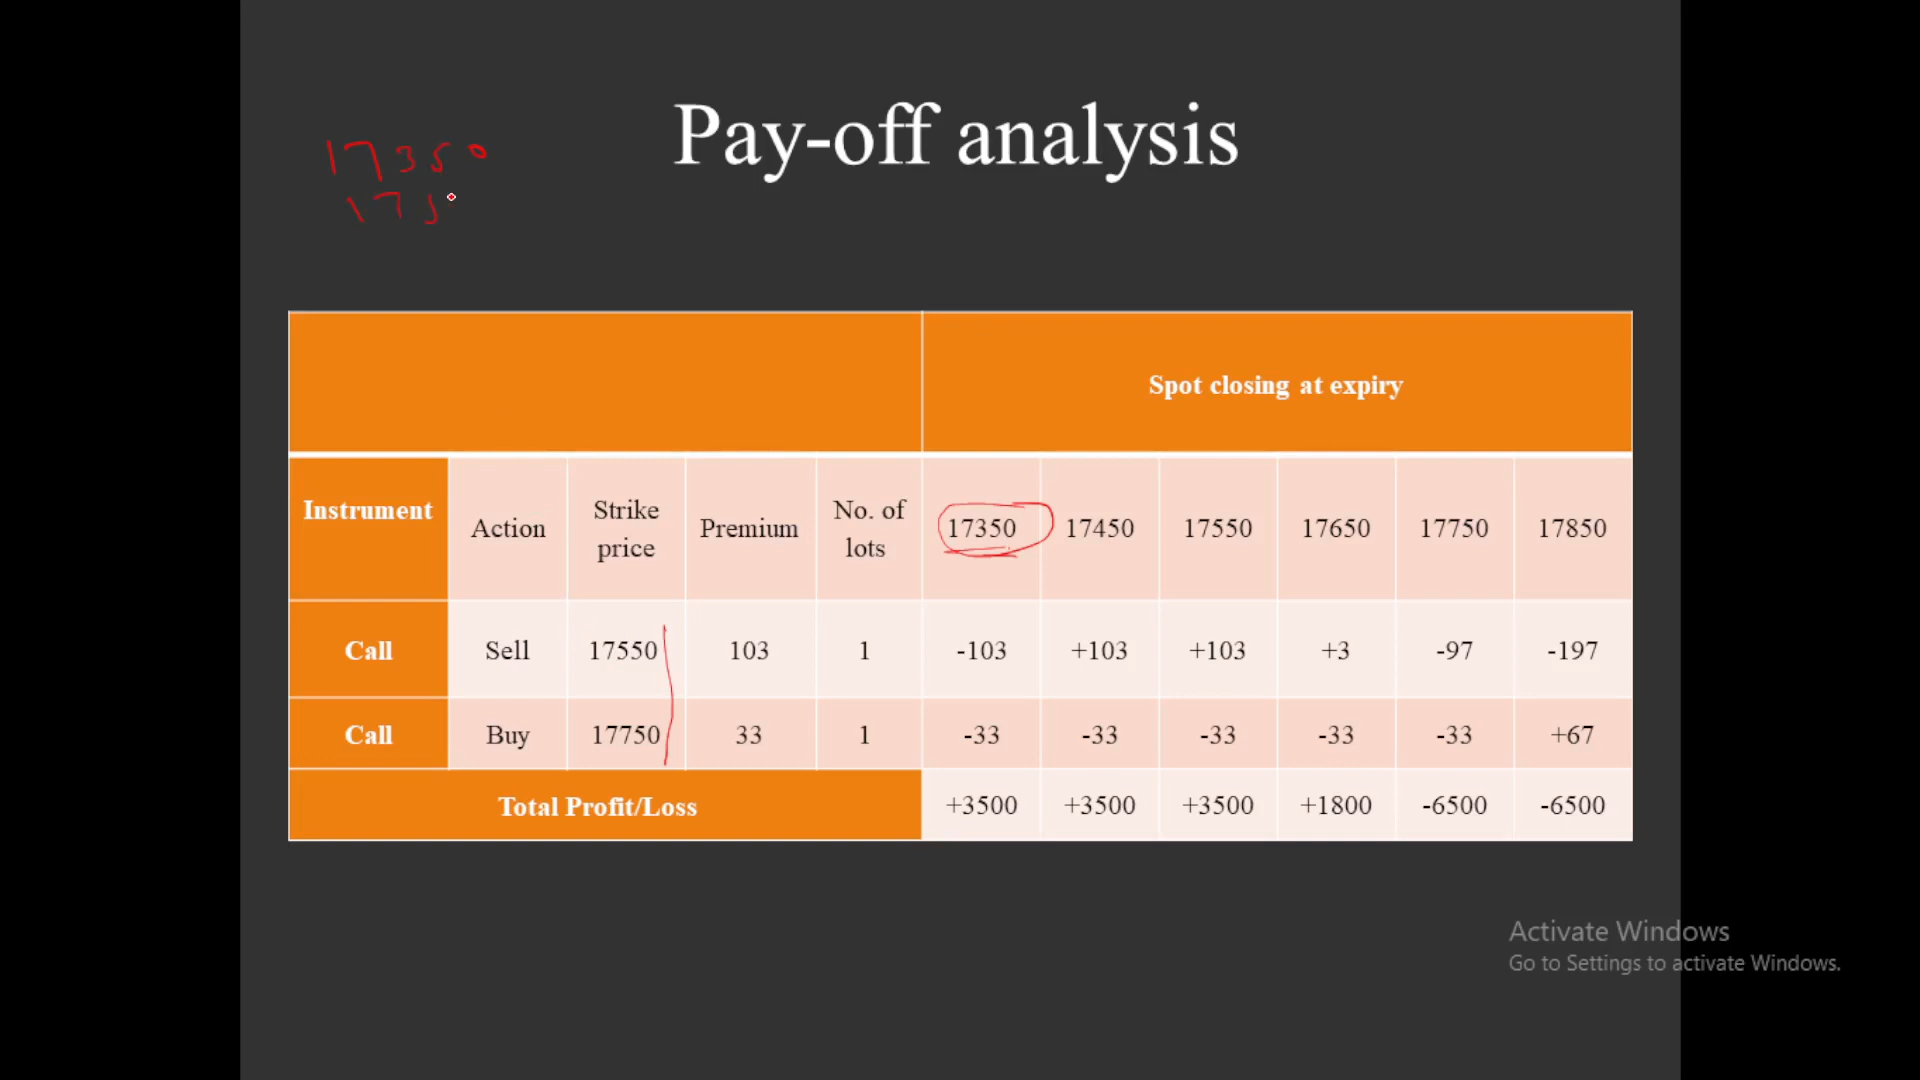 Pay-off analysis
17350
Spot closing at expiry
Instrument Action Strike price Premium No. of lots 17350 17450 17550 17650 17750 17850
Call Sell 17550 103 1 -103 +103 +103 +3 -97 -197
Call Buy 17750 33 1 -33 -33 -33 -33 -33 +67
Total Profit/Loss +3500 +3500 +3500 +1800 -6500 -6500
Activate Windows
Go to Settings to activate Windows.